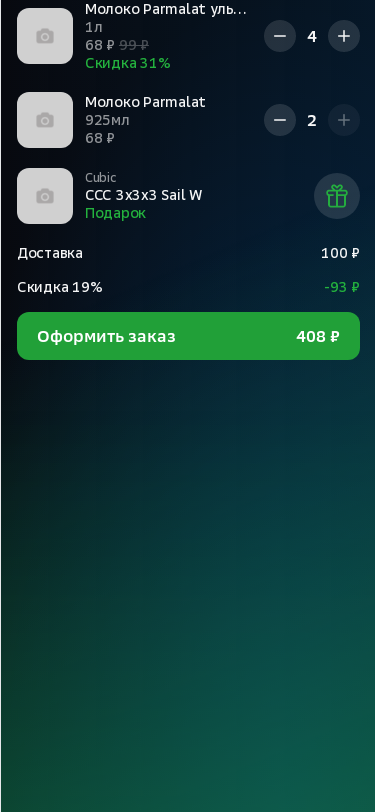 Молоко Parmalat уль...
1л
68 ₽ 99 ₽
Скидка 31%
4
Молоко Parmalat
925мл
68 ₽
2
Cubic
CCC 3x3x3 Sail W
Подарок
Доставка 100 ₽
Скидка 19% -93 ₽
Оформить заказ 408 ₽